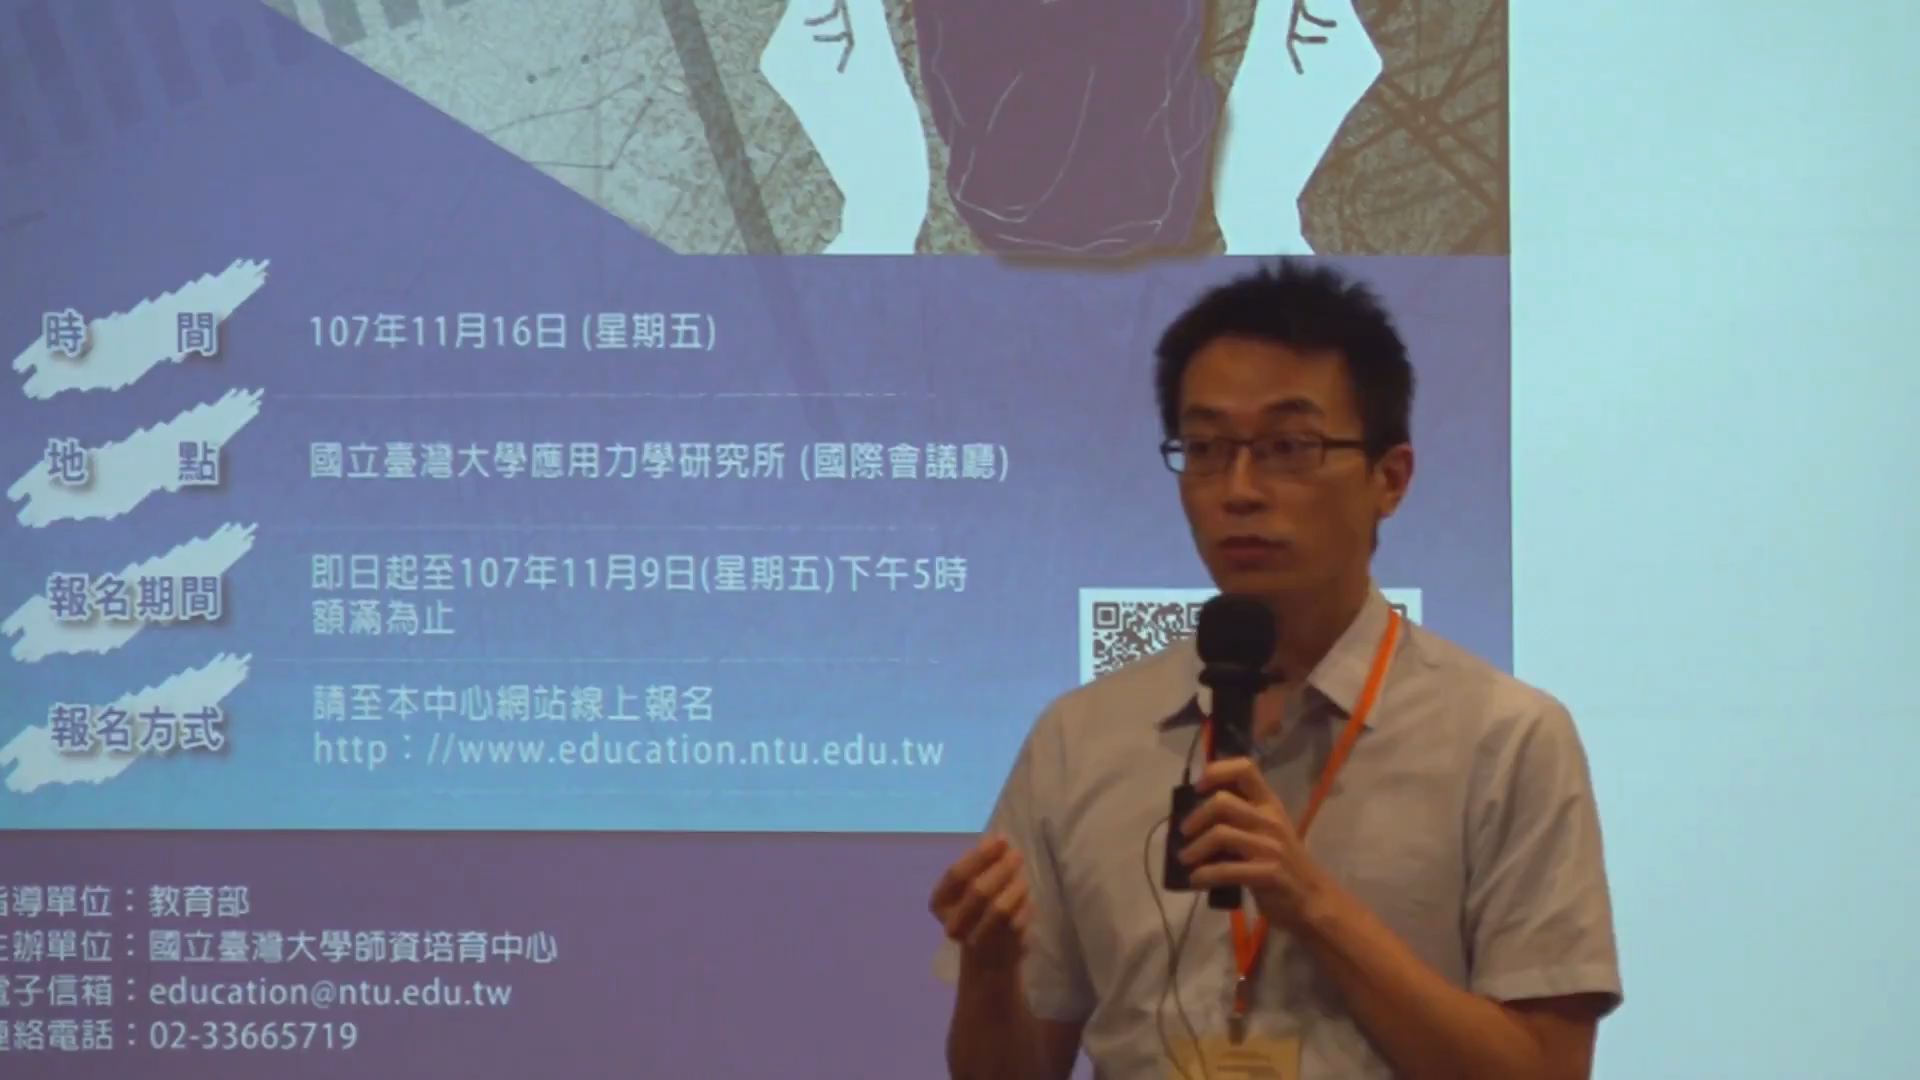 時間 107年11月16日 (星期五)
地點 國立臺灣大學應用力學研究所 (國際會議廳)
報名期間 即日起至107年11月9日(星期五)下午5時
額滿為止
報名方式 請至本中心網站線上報名
http：//www.education.ntu.edu.tw
指導單位：教育部
主辦單位：國立臺灣大學師資培育中心
電子信箱：education@ntu.edu.tw
連絡電話：02-33665719